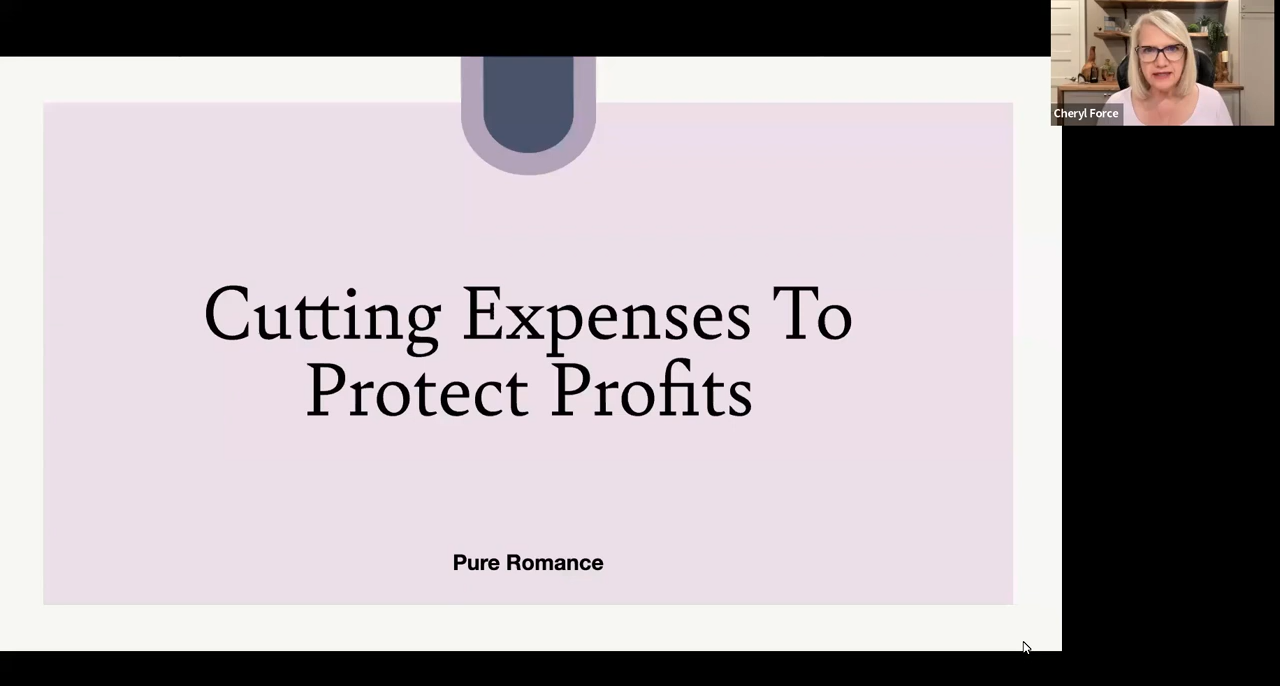 Cheryl Force
Cutting Expenses To
Protect Profits
Pure Romance